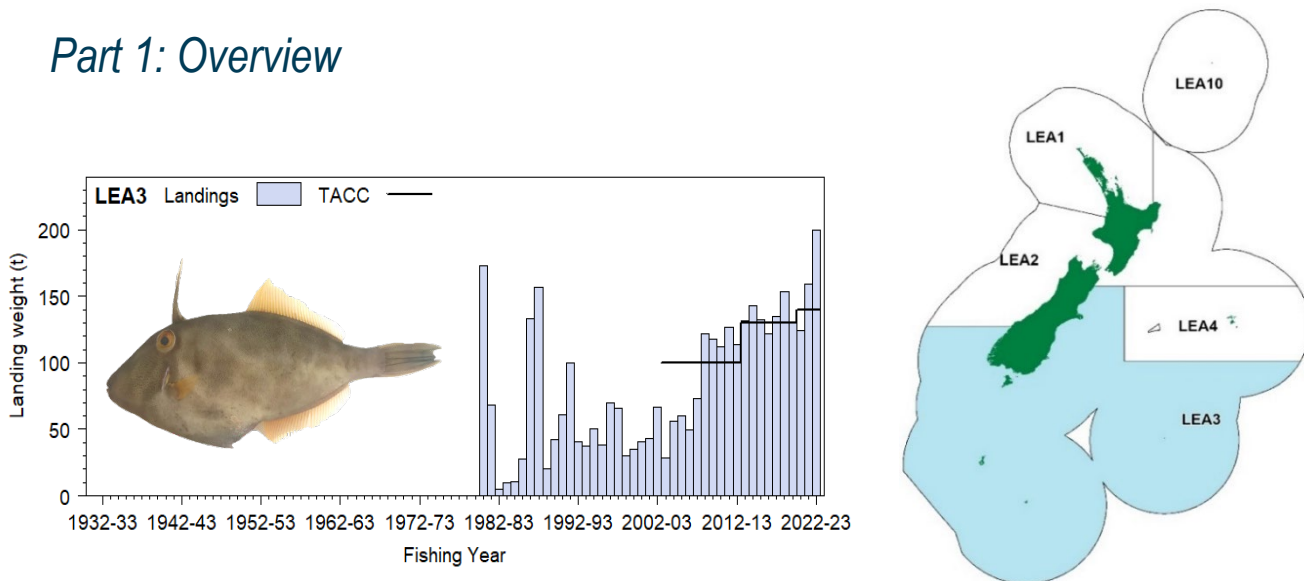 Part 1: Overview
LEA3 Landings TACC
Landing weight (t)
200
150
100
50
0
1932-33 1942-43 1952-53 1962-63 1972-73 1982-83 1992-93 2002-03 2012-13 2022-23
Fishing Year
LEA10
LEA1
LEA2
LEA4
LEA3